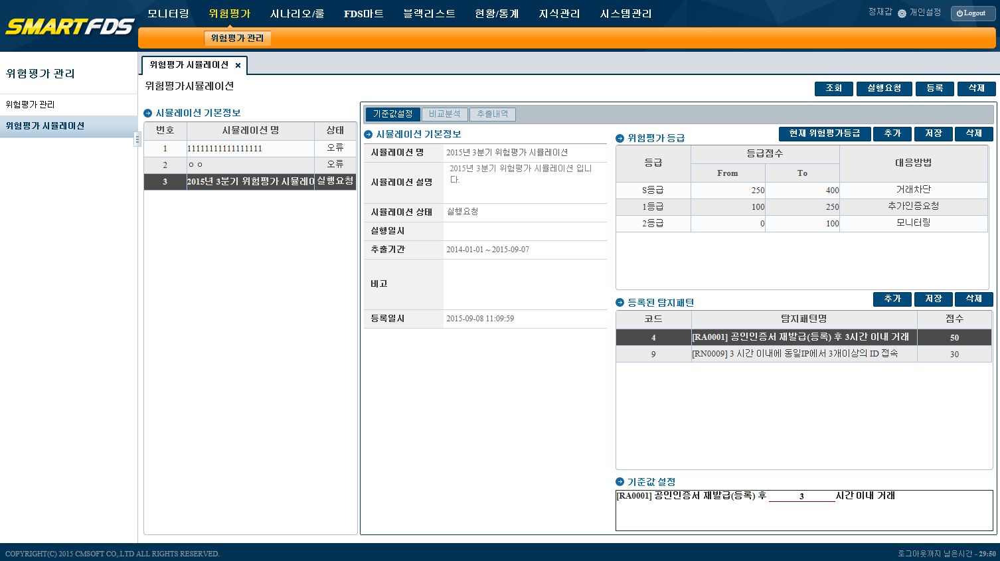 모니터링 위험평가 시나리오/룰 FDS마트 블랙리스트 현황/통계 지식관리 시스템관리
정재갑 개인설정 Logout
SMARTFDS
위험평가 관리
위험평가 관리
위험평가 관리
위험평가 시뮬레이션
위험평가 시뮬레이션 ×
위험평가시뮬레이션
조회 실행요청 등록 삭제
시뮬레이션 기본정보
번호 시뮬레이션 명 상태
1 11111111111111111 오류
2 ㅇㅇ 오류
3 2015년 3분기 위험평가 시뮬레이 실행요청
기준값설정 비교분석 추출내역
시뮬레이션 기본정보
시뮬레이션 명 2015년 3분기 위험평가 시뮬레이션
시뮬레이션 설명 2015년 3분기 위험평가 시뮬레이션 입니
다.
시뮬레이션 상태 실행요청
실행일시
추출기간 2014-01-01 ~ 2015-09-07
비고
등록일시 2015-09-08 11:09:59
위험평가 등급
현재 위험평가등급 추가 저장 삭제
등급 등급점수 대응방법
From To
S등급 250 400 거래차단
1등급 100 250 추가인증요청
2등급 0 100 모니터링
등록된 탐지패턴
추가 저장 삭제
코드 탐지패턴명 점수
4 [RA0001] 공인인증서 재발급(등록) 후 3시간 이내 거래 50
9 [RN0009] 3 시간 이내에 동일IP에서 3개이상의 ID 접속 30
기준값 설정
[RA0001] 공인인증서 재발급(등록) 후 3 시간 이내 거래
COPYRIGHT(C) 2015 CMSOFT CO,.LTD ALL RIGHTS RESERVED.
로그아웃까지 남은시간 - 29:50